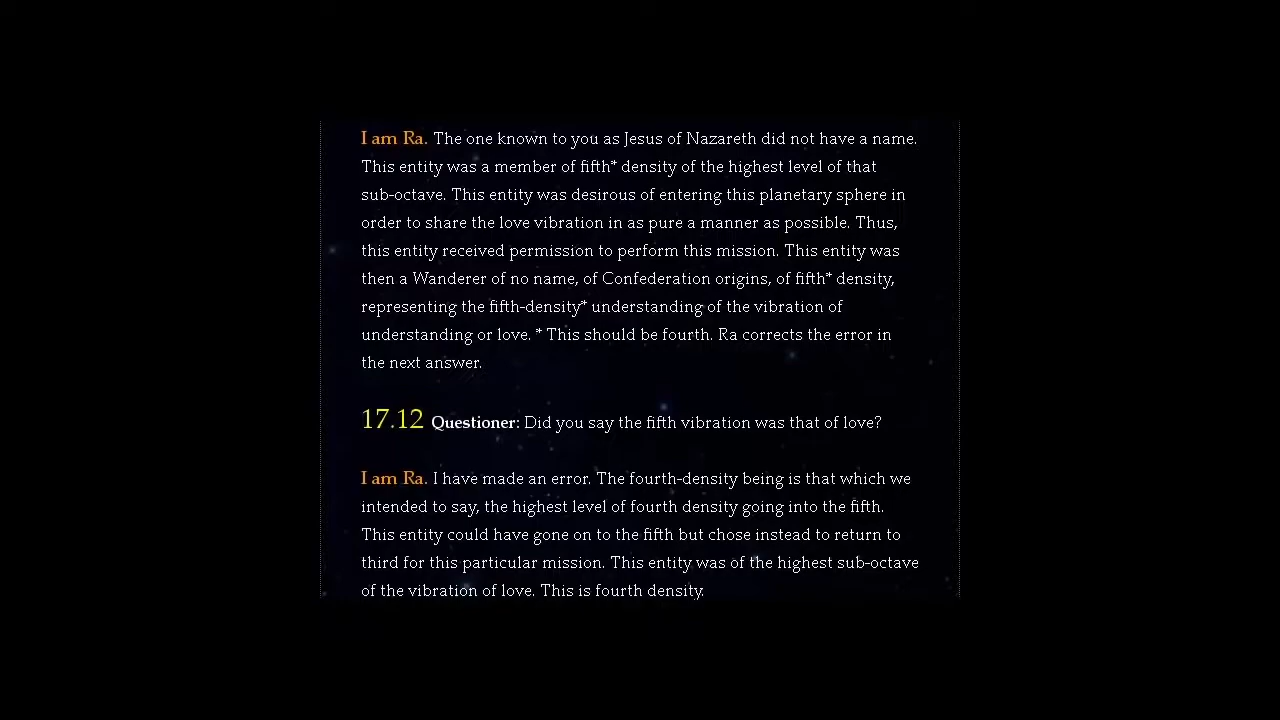 I am Ra. The one known to you as Jesus of Nazareth did not have a name.
This entity was a member of fifth* density of the highest level of that
sub-octave. This entity was desirous of entering this planetary sphere in
order to share the love vibration in as pure a manner as possible. Thus,
this entity received permission to perform this mission. This entity was
then a Wanderer of no name, of Confederation origins, of fifth* density,
representing the fifth-density* understanding of the vibration of
understanding or love. * This should be fourth. Ra corrects the error in
the next answer.
17.12 Questioner: Did you say the fifth vibration was that of love?
I am Ra. I have made an error. The fourth-density being is that which we
intended to say, the highest level of fourth density going into the fifth.
This entity could have gone on to the fifth but chose instead to return to
third for this particular mission. This entity was of the highest sub-octave
of the vibration of love. This is fourth density.